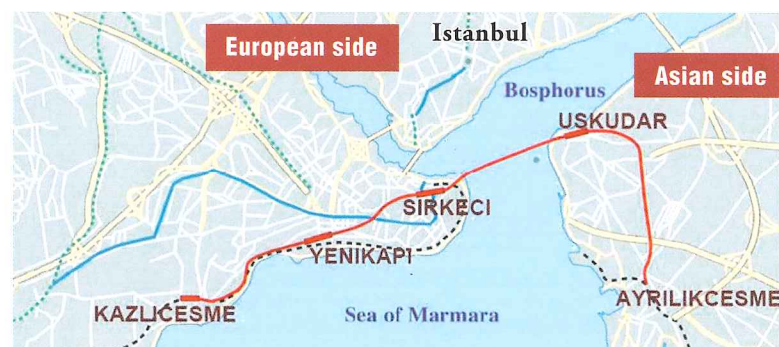 European side
Istanbul
Bosphorus
Asian side
USKUDAR
SIRKECI
YENIKAPI
KAZLICESME
AYRILIKCESME
Sea of Marmara